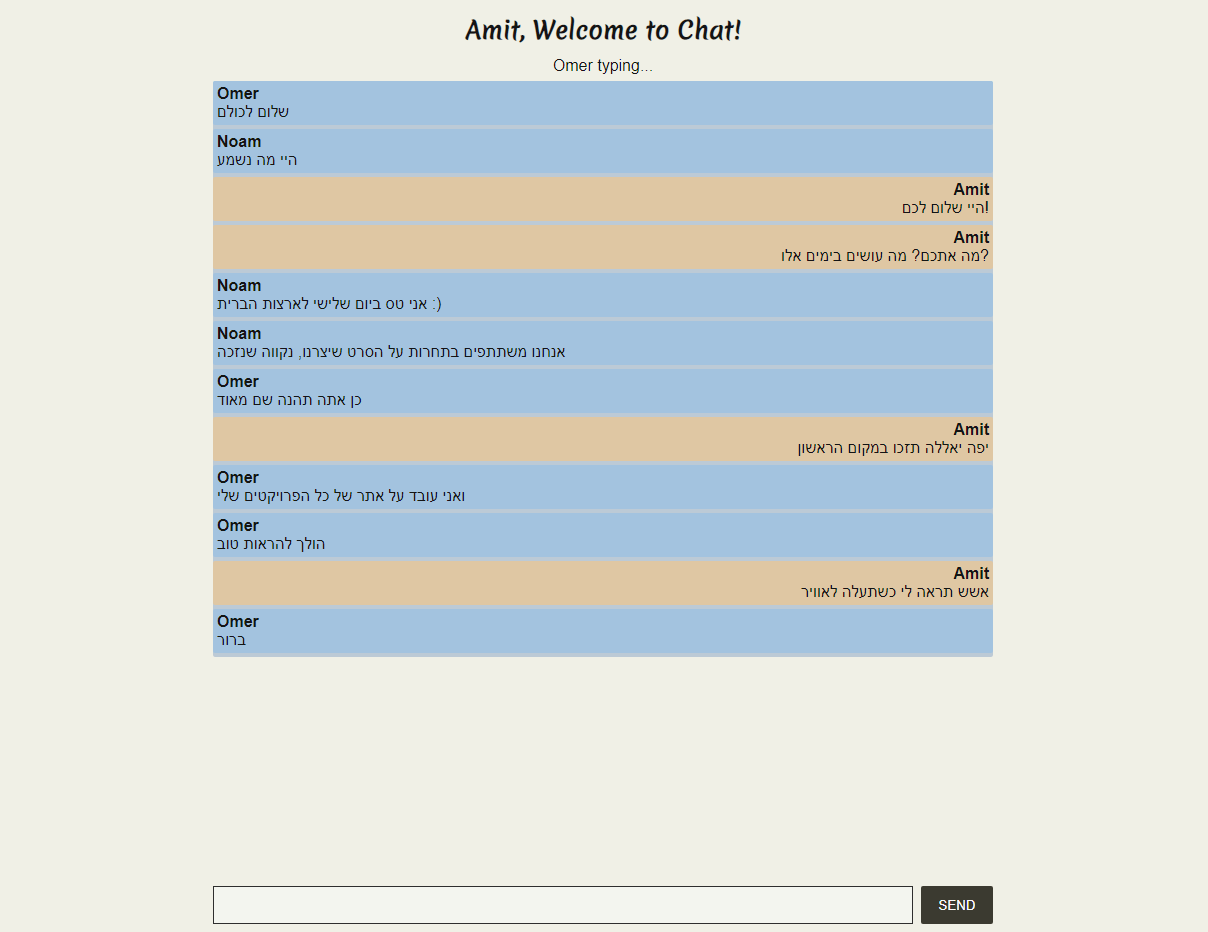 Amit, Welcome to Chat!
Omer typing...
Omer
שלום לכולם
Noam
היי מה נשמע
Amit
היי שלום לכם!
Amit
מה אתכם? מה עושים בימים אלו?
Noam
אני טס ביום שלישי לארצות הברית :)
Noam
אנחנו משתתפים בתחרות על הסרט שיצרנו, נקווה שנזכה
Omer
כן אתה תהנה שם מאוד
Amit
יפה יאללה תזכו במקום הראשון
Omer
ואני עובד על אתר של כל הפרויקטים שלי
Omer
הולך להראות טוב
Amit
אשש תראה לי כשתעלה לאוויר
Omer
ברור
SEND